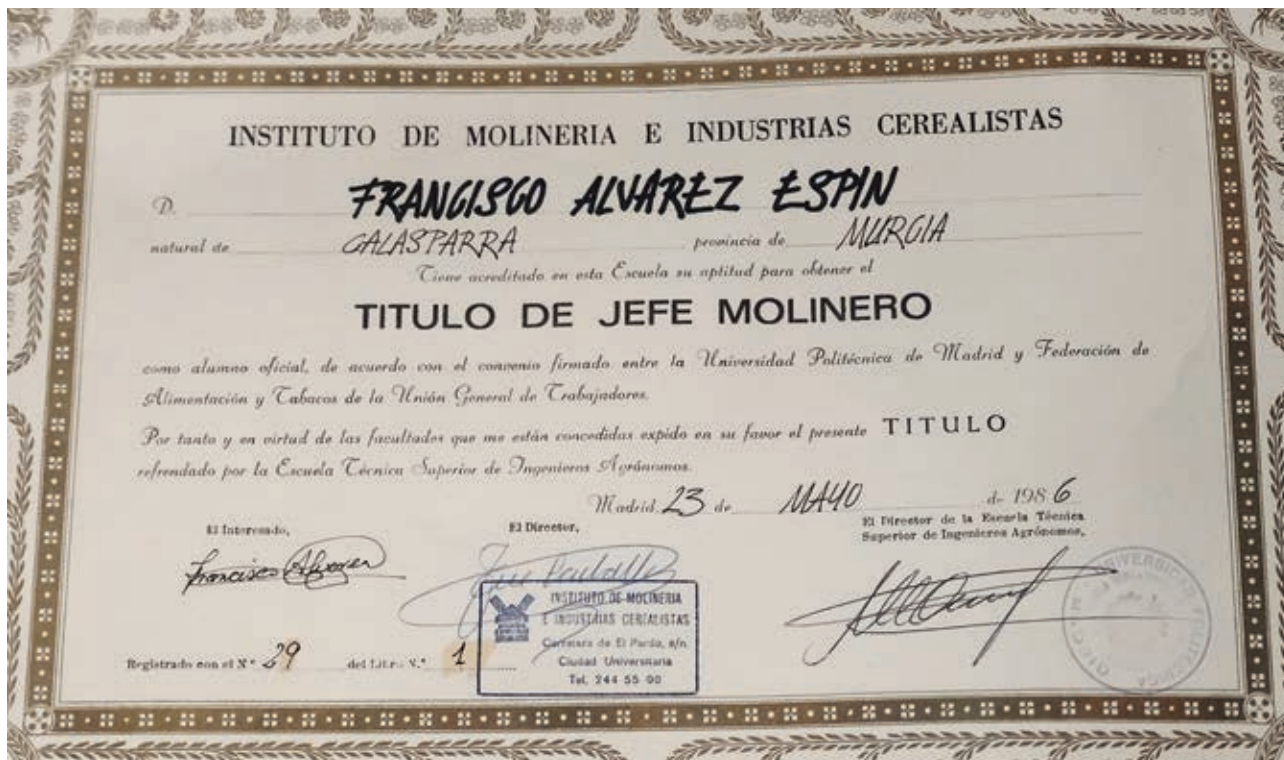 INSTITUTO DE MOLINERIA E INDUSTRIAS CEREALISTAS
D. FRANCISCO ALVAREZ ESPIN
natural de CALASPARRA provincia de MURCIA
Tiene acreditado en esta Escuela su aptitud para obtener el
TITULO DE JEFE MOLINERO
como alumno oficial, de acuerdo con el convenio firmado entre la Universidad Politécnica de Madrid y Federación de
Alimentación y Tabacos de la Unión General de Trabajadores.
Por tanto y en virtud de las facultades que me están concedidas expido en su favor el presente TITULO
refrendado por la Escuela Técnica Superior de Ingenieros Agrónomos.
Madrid, 23 de MAYO de 1986
El Interesado,
El Director,
El Director de la Escuela Técnica
Superior de Ingenieros Agrónomos,
Francisco Alvarez
INSTITUTO DE MOLINERIA
E INDUSTRIAS CEREALISTAS
Carretera de El Pardo, s/n.
Ciudad Universitaria
Tel. 244 55 00
Registrado con el N.º 29 del Libro N.º 1